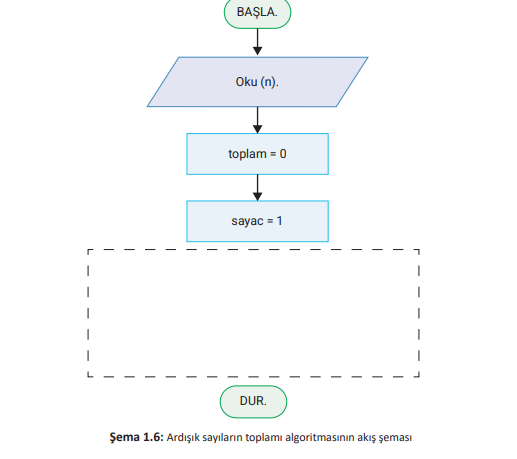 BAŞLA.
Oku (n).
toplam = 0
sayac = 1
DUR.
Şema 1.6: Ardışık sayıların toplamı algoritmasının akış şeması